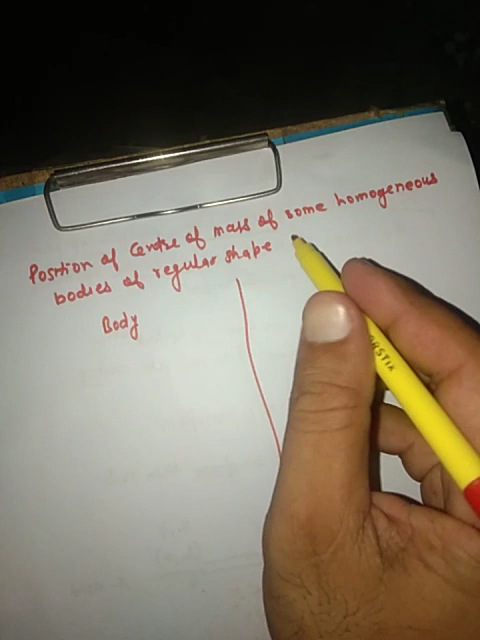 Position of Centre of mass of some homogeneous
bodies of regular shape
Body